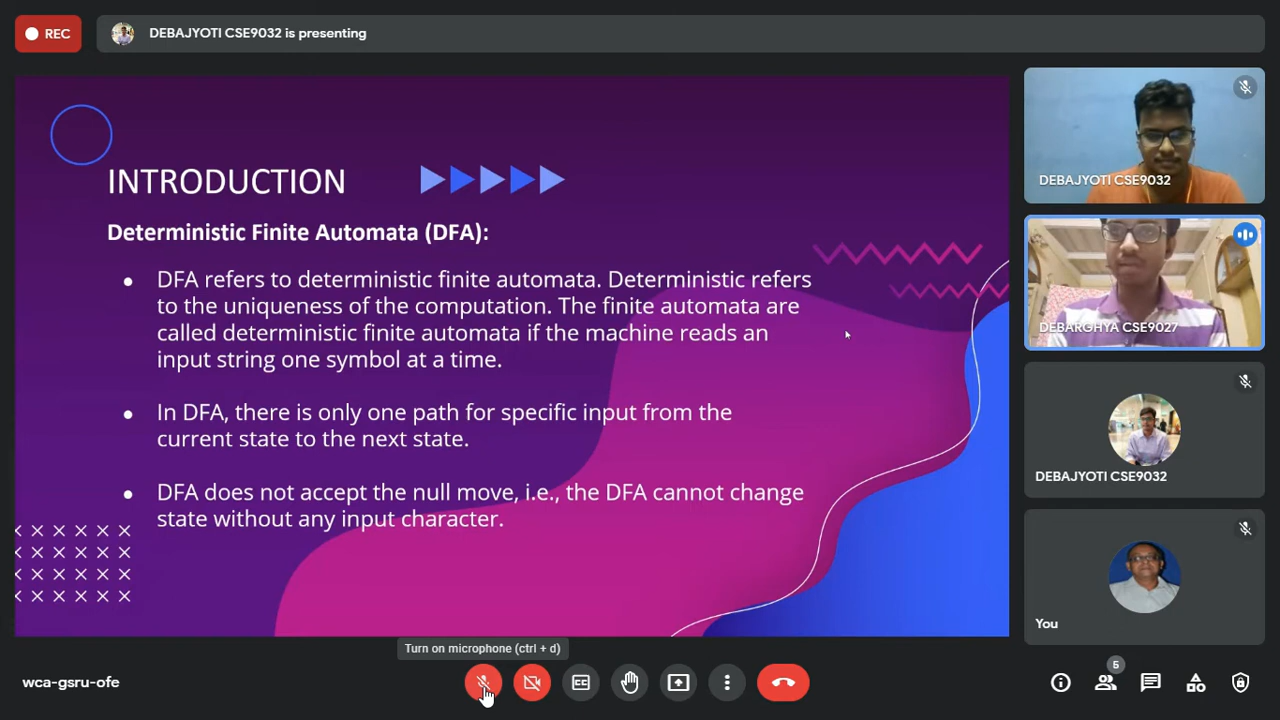 REC
DEBAJYOTI CSE9032 is presenting
INTRODUCTION
Deterministic Finite Automata (DFA):
DFA refers to deterministic finite automata. Deterministic refers
to the uniqueness of the computation. The finite automata are
called deterministic finite automata if the machine reads an
input string one symbol at a time.
In DFA, there is only one path for specific input from the
current state to the next state.
DFA does not accept the null move, i.e., the DFA cannot change
state without any input character.
DEBAJYOTI CSE9032
DEBARGHYA CSE9027
DEBAJYOTI CSE9032
You
Turn on microphone (ctrl + d)
wca-gsru-ofe
CC
5